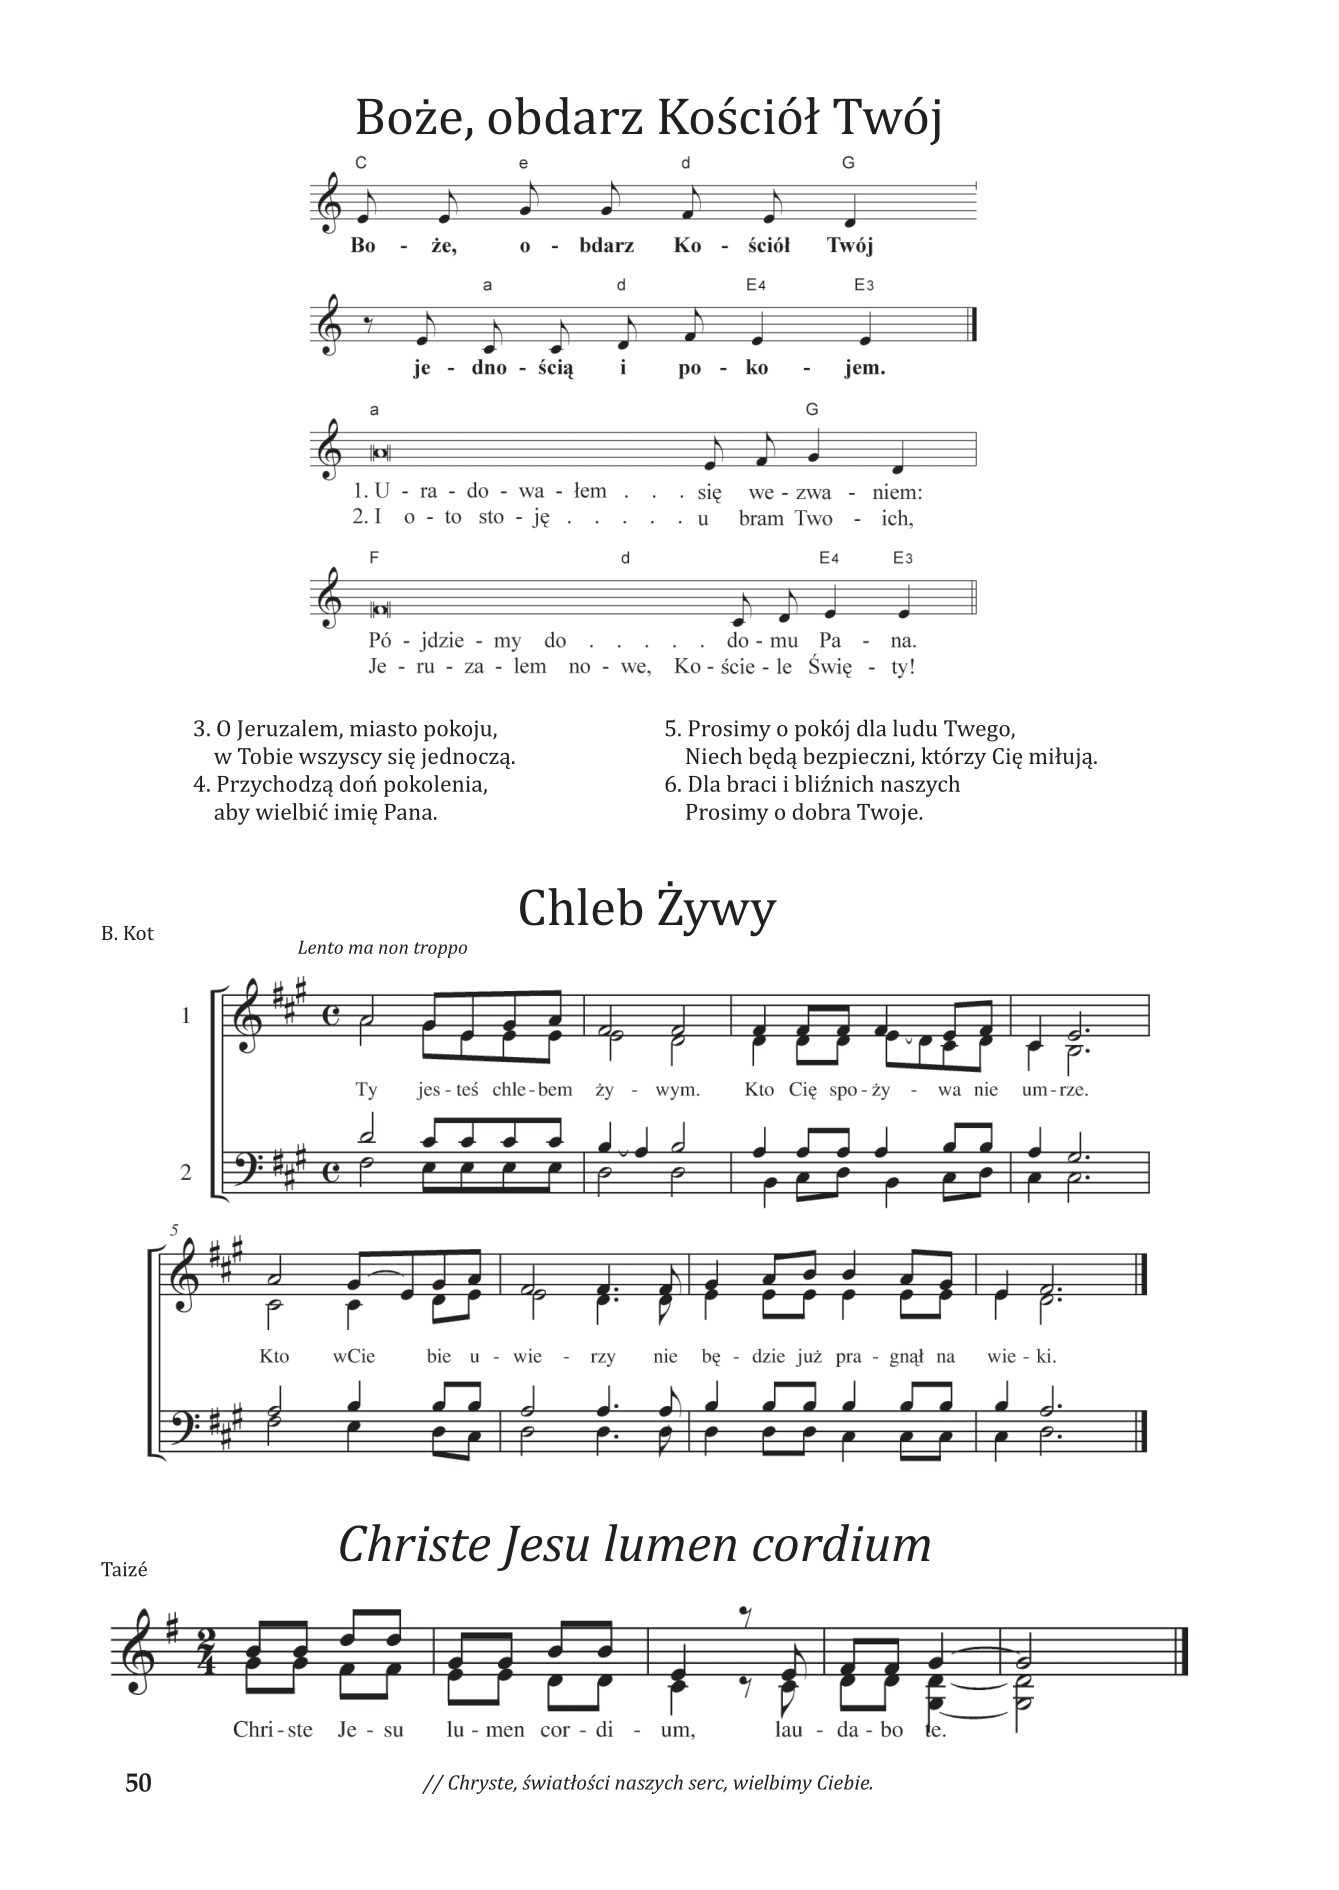 Boże, obdarz Kościół Twój
C e d G
Bo - że, o - bdarz Ko - ściół Twój
a d E4 E3
je - dno - ścią i po - ko - jem.
a G
1. U - ra - do - wa - łem . . . się we - zwa - niem:
2. I o - to sto - ję . . . . . u bram Two - ich,
F d E4 E3
Pó - jdzie - my do . . . . . do - mu Pa - na.
Je - ru - za - lem no - we, Ko - ście - le Świę - ty!
3. O Jeruzalem, miasto pokoju,
w Tobie wszyscy się jednoczą.
4. Przychodzą doń pokolenia,
aby wielbić imię Pana.
5. Prosimy o pokój dla ludu Twego,
Niech będą bezpieczni, którzy Cię miłują.
6. Dla braci i bliźnich naszych
Prosimy o dobra Twoje.
Chleb Żywy
B. Kot
Lento ma non troppo
1
Ty jes - teś chle - bem ży - wym. Kto Cię spo - ży - wa nie um - rze.
2
5
Kto wCie bie u - wie - rzy nie bę - dzie już pra - gnął na wie - ki.
Christe Jesu lumen cordium
Taizé
2
4
Chri - ste Je - su lu - men cor - di - um, lau - da - bo te.
50
// Chryste, światłości naszych serc, wielbimy Ciebie.